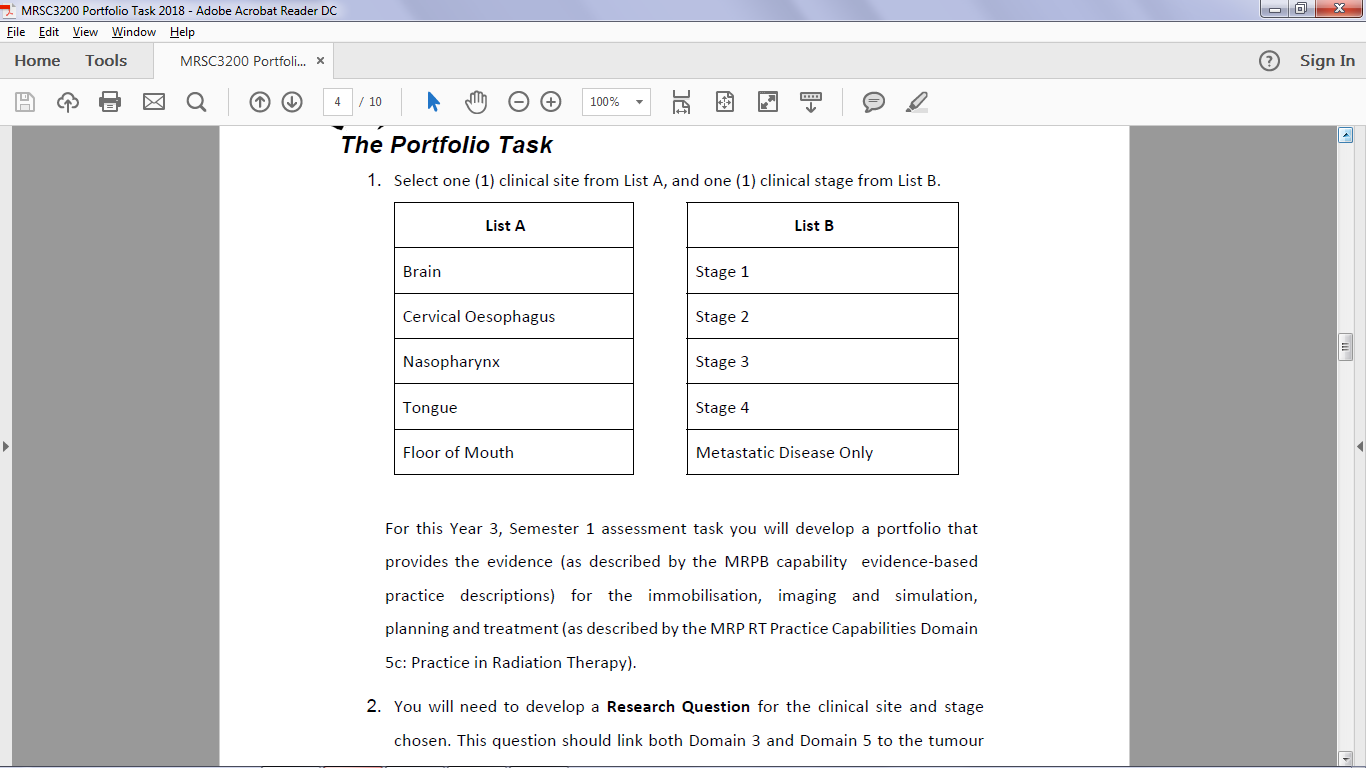 MRSC3200 Portfolio Task 2018 - Adobe Acrobat Reader DC
File Edit View Window Help
Home Tools MRSC3200 Portfoli... × Sign In
4 / 10 100%
The Portfolio Task
1. Select one (1) clinical site from List A, and one (1) clinical stage from List B.
List A List B
Brain Stage 1
Cervical Oesophagus Stage 2
Nasopharynx Stage 3
Tongue Stage 4
Floor of Mouth Metastatic Disease Only
For this Year 3, Semester 1 assessment task you will develop a portfolio that
provides the evidence (as described by the MRPB capability evidence-based
practice descriptions) for the immobilisation, imaging and simulation,
planning and treatment (as described by the MRP RT Practice Capabilities Domain
5c: Practice in Radiation Therapy).
2. You will need to develop a Research Question for the clinical site and stage
chosen. This question should link both Domain 3 and Domain 5 to the tumour